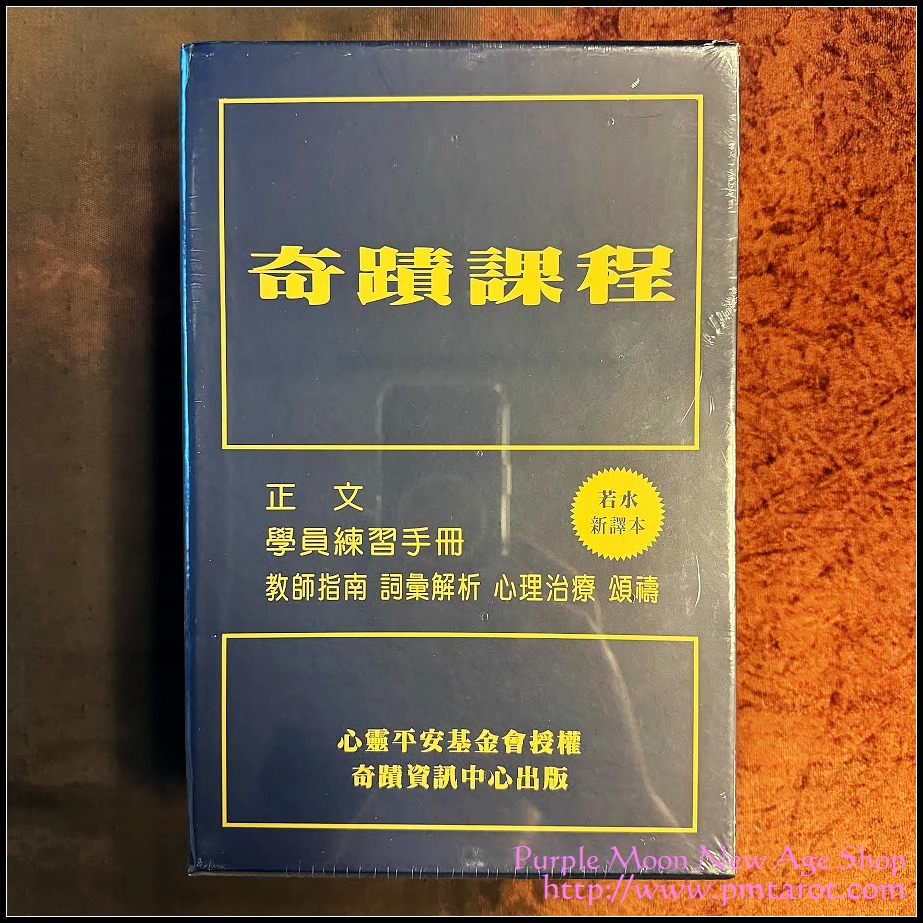 奇蹟課程
正 文
學員練習手冊
教師指南 詞彙解析 心理治療 頌禱
若水
新譯本
心靈平安基金會授權
奇蹟資訊中心出版
Purple Moon New Age Shop
http://www.pmtarot.com